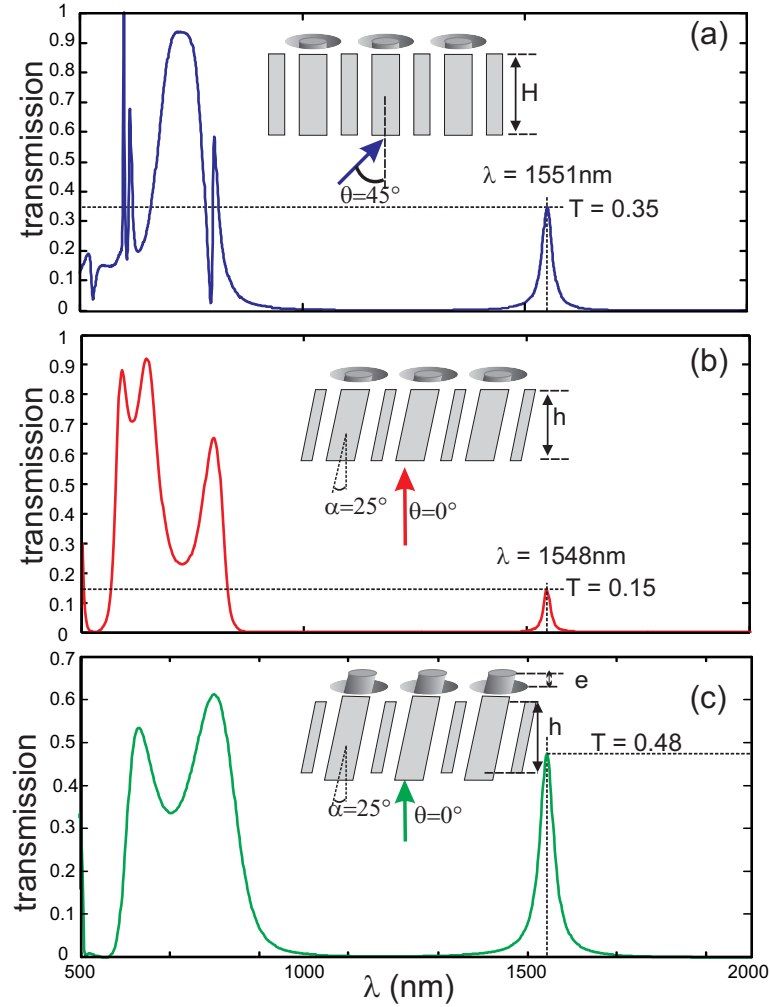 (a)
transmission
1
0.9
0.8
0.7
0.6
0.5
0.4
0.3
0.2
0.1
0
H
θ=45°
λ = 1551nm
T = 0.35
(b)
transmission
1
0.9
0.8
0.7
0.6
0.5
0.4
0.3
0.2
0.1
0
h
α=25°
θ=0°
λ = 1548nm
T = 0.15
(c)
transmission
0.7
0.6
0.5
0.4
0.3
0.2
0.1
0
e
h
α=25°
θ=0°
T = 0.48
500 1000 1500 2000
λ (nm)